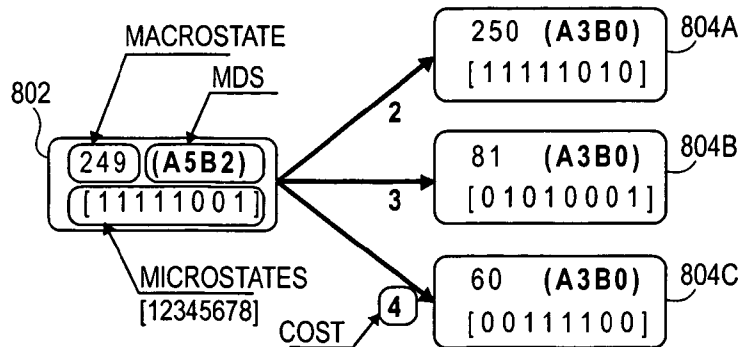 MACROSTATE
MDS
802
249 (A5B2)
[11111001]
MICROSTATES
[12345678]
COST
2
3
4
250 (A3B0)
[11111010]
804A
81 (A3B0)
[01010001]
804B
60 (A3B0)
[00111100]
804C